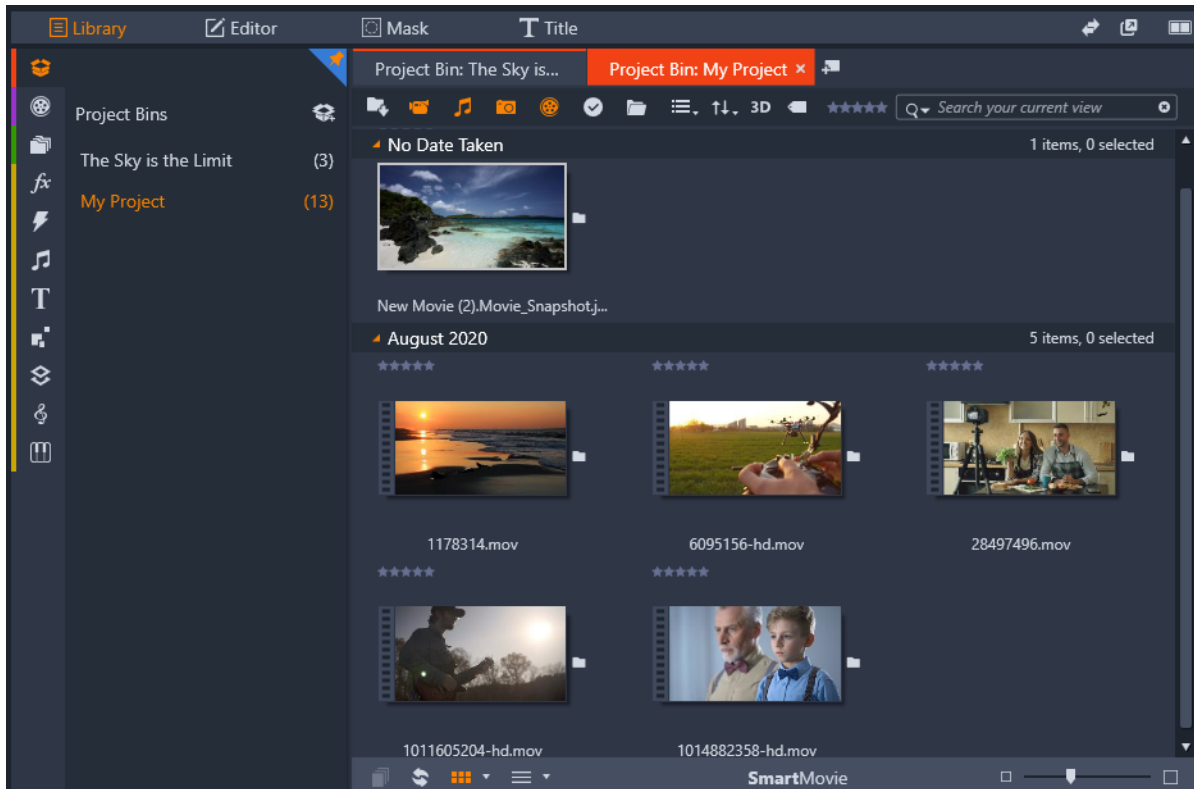 Library Editor Mask Title
Project Bin: The Sky is... Project Bin: My Project ×
Project Bins
The Sky is the Limit (3)
My Project (13)
3D Search your current view
No Date Taken 1 items, 0 selected
New Movie (2).Movie_Snapshot.j...
August 2020 5 items, 0 selected
1178314.mov 6095156-hd.mov 28497496.mov
1011605204-hd.mov 1014882358-hd.mov
SmartMovie
fx
T